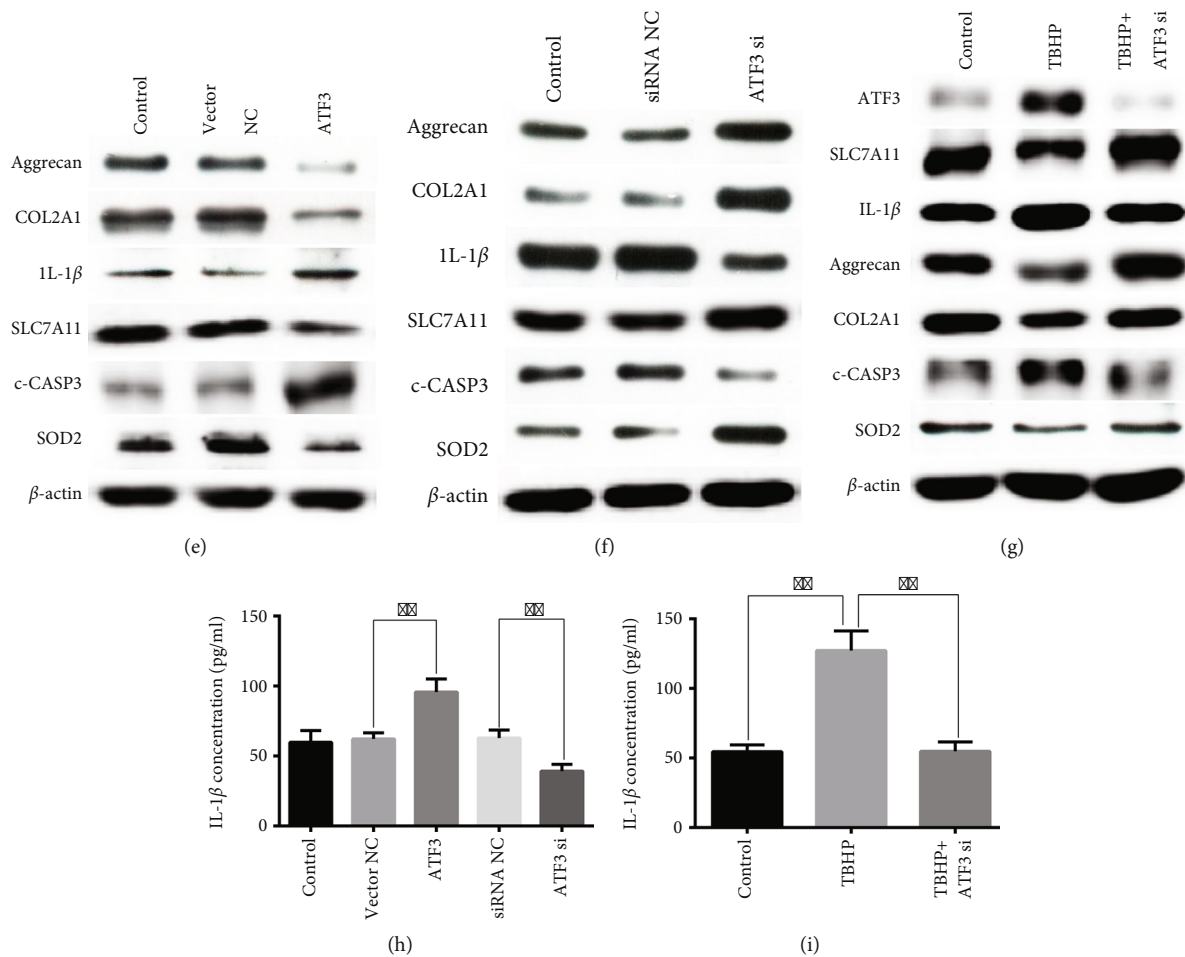 Control
Vector
NC
ATF3
Aggrecan
COL2A1
1L-1β
SLC7A11
c-CASP3
SOD2
β-actin
(e)
Control
siRNA NC
ATF3 si
Aggrecan
COL2A1
1L-1β
SLC7A11
c-CASP3
SOD2
β-actin
(f)
Control
TBHP
TBHP+
ATF3 si
ATF3
SLC7A11
IL-1β
Aggrecan
COL2A1
c-CASP3
SOD2
β-actin
(g)
IL-1β concentration (pg/ml)
150
100
50
0
Control
Vector NC
ATF3
siRNA NC
ATF3 si
(h)
IL-1β concentration (pg/ml)
150
100
50
0
Control
TBHP
TBHP+
ATF3 si
(i)